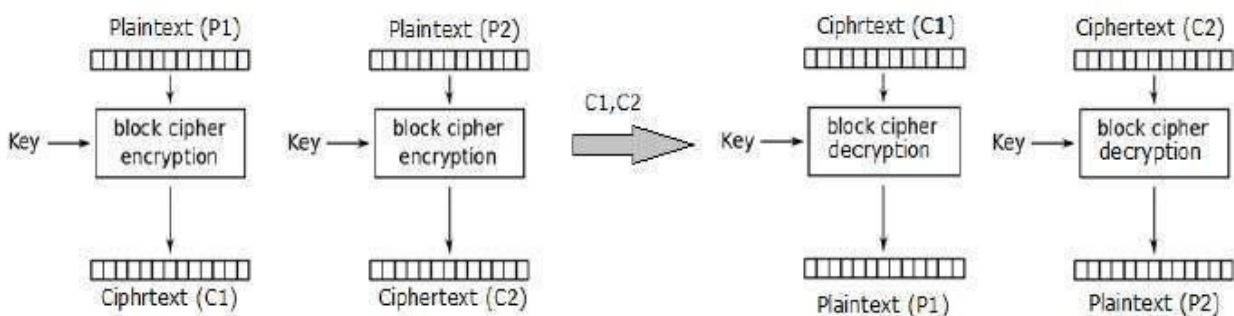 Plaintext (P1)
Plaintext (P2)
Ciphrtext (C1)
Ciphertext (C2)
C1,C2
Key
block cipher
encryption
Key
block cipher
encryption
Key
block cipher
decryption
Key
block cipher
decryption
Ciphrtext (C1)
Ciphertext (C2)
Plaintext (P1)
Plaintext (P2)